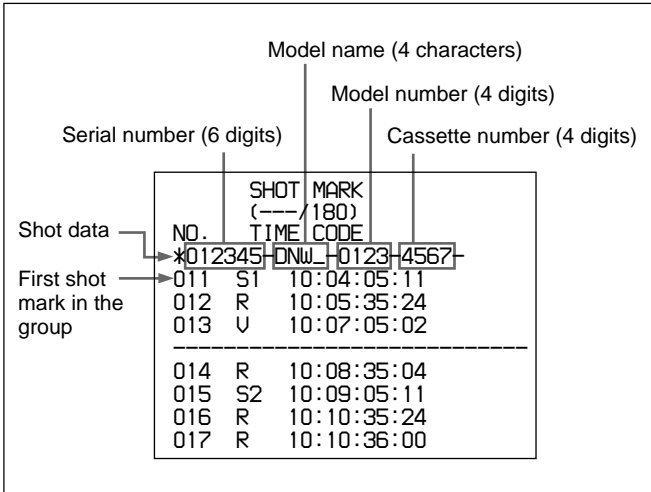 Model name (4 characters)
Model number (4 digits)
Serial number (6 digits)
Cassette number (4 digits)
SHOT MARK
(---/180)
NO. TIME CODE
Shot data
*012345-DNW_-0123-4567-
First shot mark in the group
011 S1 10:04:05:11
012 R 10:05:35:24
013 V 10:07:05:02
----------------------------
014 R 10:08:35:04
015 S2 10:09:05:11
016 R 10:10:35:24
017 R 10:10:36:00